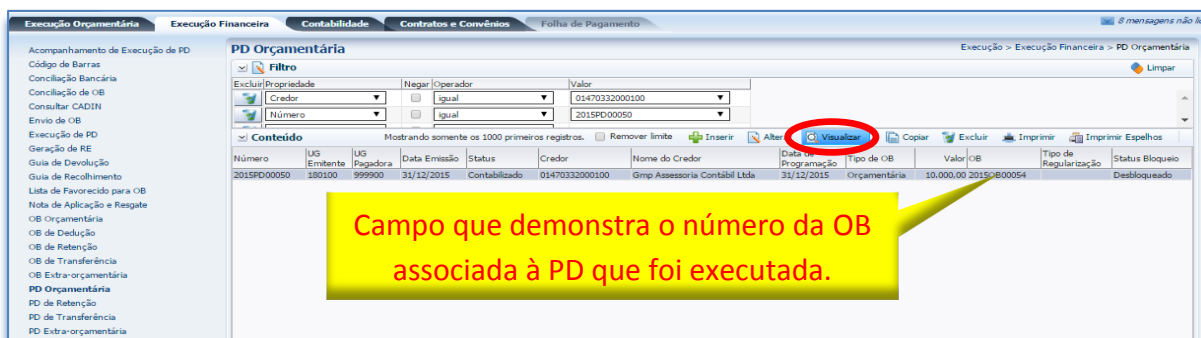 Execução Orçamentária Execução Financeira Contabilidade Contratos e Convênios Folha de Pagamento 8 mensagens não
Acompanhamento de Execução de PD
Código de Barras
Conciliação Bancária
Conciliação de OB
Consultar CADIN
Envio de OB
Execução de PD
Geração de RE
Guia de Devolução
Guia de Recolhimento
Lista de Favorecido para OB
Nota de Aplicação e Resgate
OB Orçamentária
OB de Dedução
OB de Retenção
OB de Transferência
OB Extra-orçamentária
PD Orçamentária
PD de Retenção
PD de Transferência
PD Extra-orçamentária
PD Orçamentária Execução > Execução Financeira > PD Orçamentária
Filtro Limpar
Excluir Propriedade Negar Operador Valor
Credor igual 01470332000100
Número igual 2015PD00050
Conteúdo Mostrando somente os 1000 primeiros registros. Remover limite Inserir Alter Visualizar Copiar Excluir Imprimir Imprimir Espelhos
Número UG Emitente UG Pagadora Data Emissão Status Credor Nome do Credor Data de Programação Tipo de OB Valor OB Tipo de Regularização Status Bloqueio
2015PD00050 180100 999900 31/12/2015 Contabilizado 01470332000100 Gmp Assessoria Contábil Ltda 31/12/2015 Orçamentária 10.000,00 2015OB00054 Desbloqueado
Campo que demonstra o número da OB
associada à PD que foi executada.